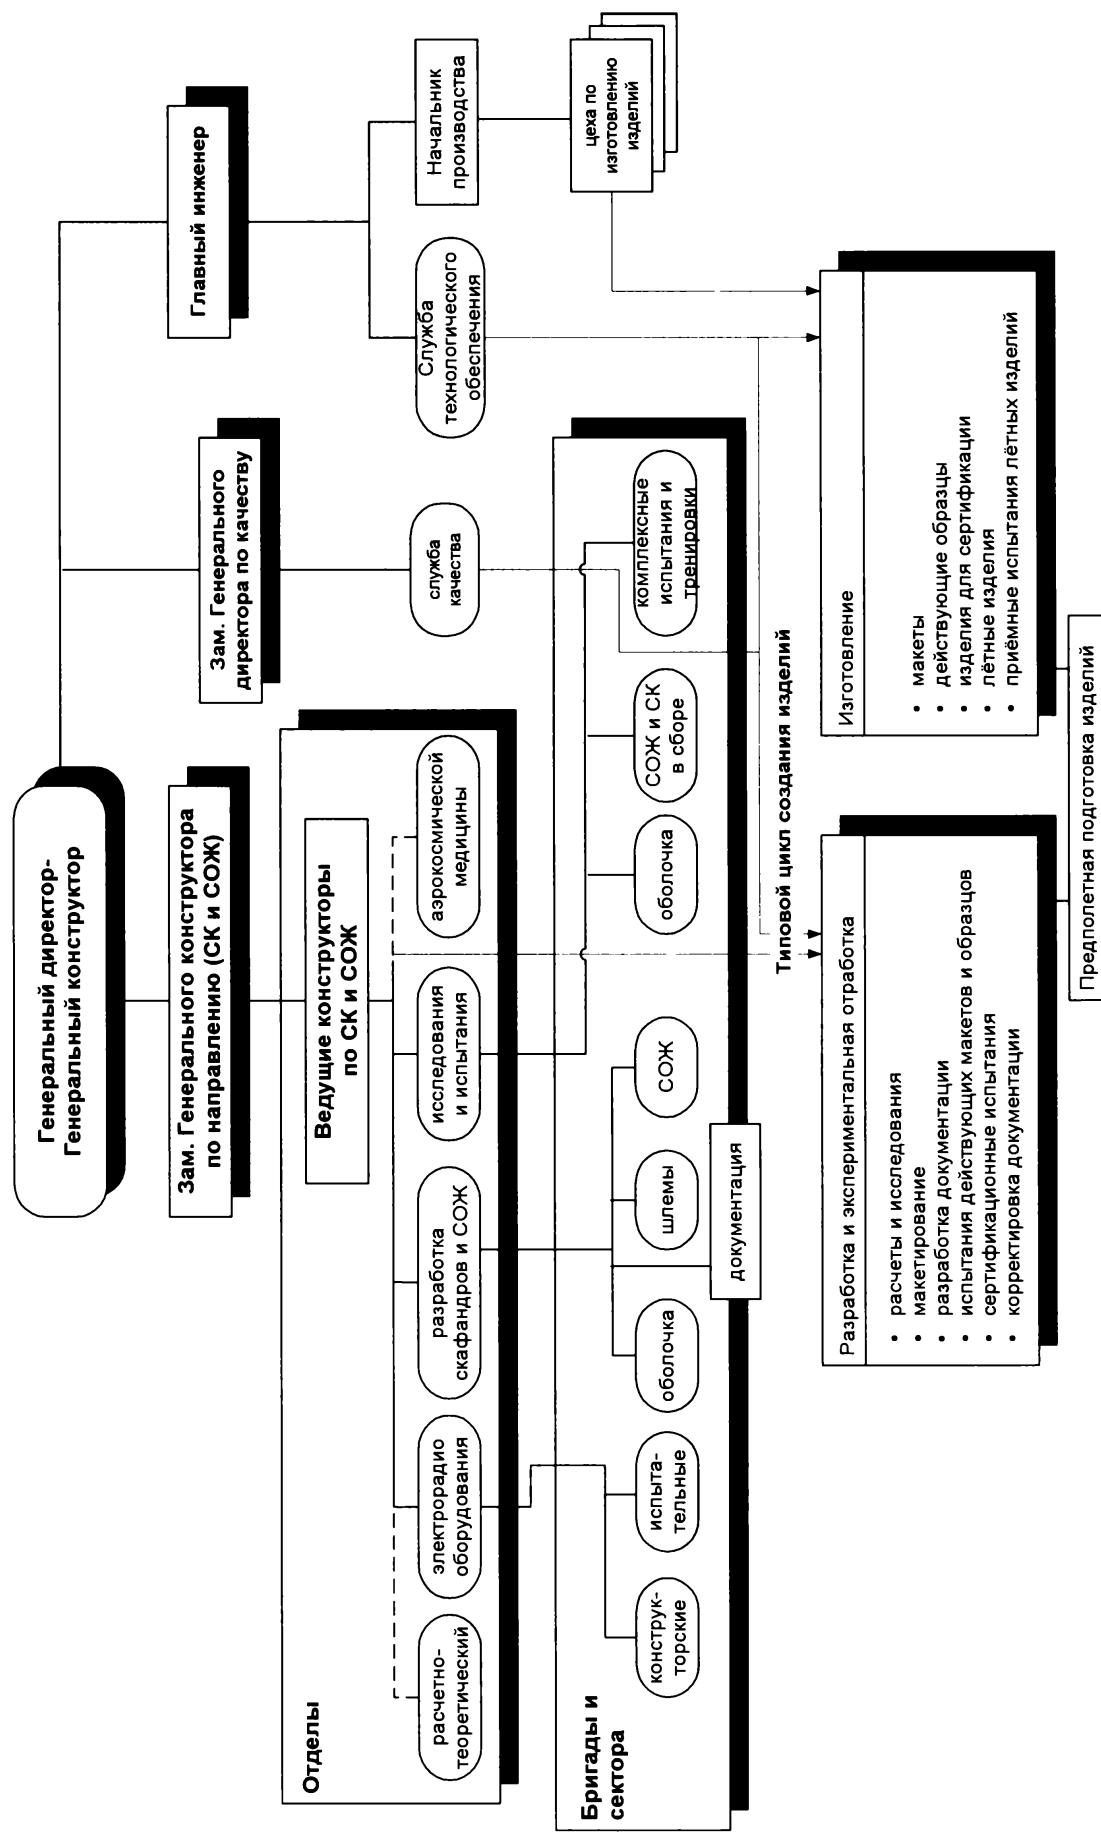 Генеральный директор-
Генеральный конструктор
Зам. Генерального конструктора
по направлению (СК и СОЖ)
Зам. Генерального
директора по качеству
Главный инженер
Отделы
Ведущие конструкторы
по СК и СОЖ
расчетно-
теоретический
электрорадио
оборудования
разработка
скафандров и СОЖ
исследования
и испытания
аэрокосмической
медицины
служба
качества
Служба
технологического
обеспечения
Начальник
производства
Бригады и
сектора
конструк-
торские
испыта-
тельные
оболочка
шлемы
СОЖ
документация
оболочка
СОЖ и СК
в сборе
комплексные
испытания и
тренировки
цеха по
изготовлению
изделий
Типовой цикл создания изделий
Разработка и экспериментальная отработка
• расчеты и исследования
• макетирование
• разработка документации
• испытания действующих макетов и образцов
• сертификационные испытания
• корректировка документации
Изготовление
• макеты
• действующие образцы
• изделия для сертификации
• лётные изделия
• приёмные испытания лётных изделий
Предполетная подготовка изделий